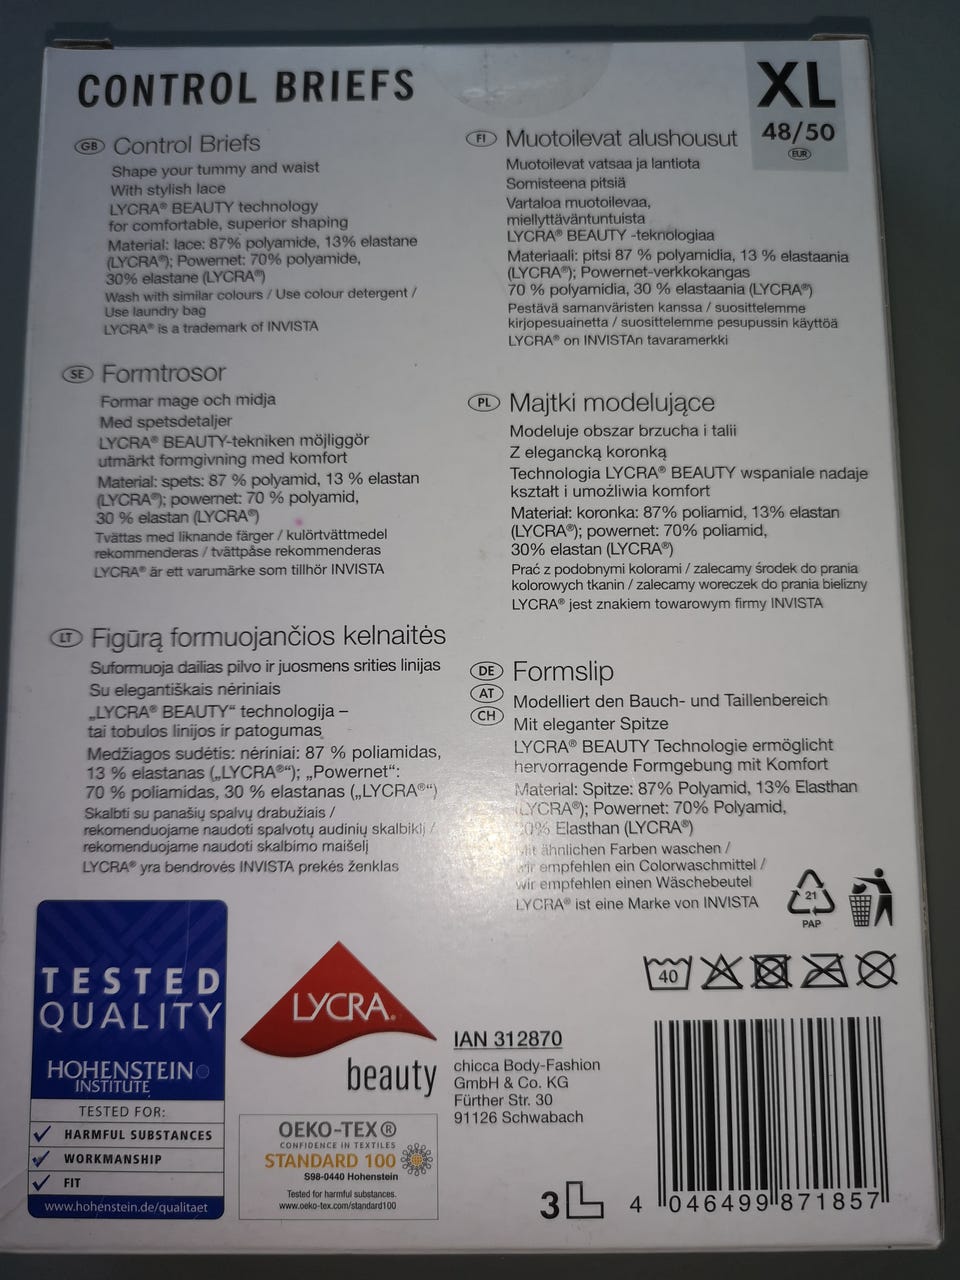 CONTROL BRIEFS
XL
48/50
EUR
GB Control Briefs
Shape your tummy and waist
With stylish lace
LYCRA® BEAUTY technology
for comfortable, superior shaping
Material: lace: 87% polyamide, 13% elastane
(LYCRA®); Powernet: 70% polyamide,
30% elastane (LYCRA®)
Wash with similar colours / Use colour detergent /
Use laundry bag
LYCRA® is a trademark of INVISTA
SE Formtrosor
Formar mage och midja
Med spetsdetaljer
LYCRA® BEAUTY-tekniken möjliggör
utmärkt formgivning med komfort
Material: spets: 87 % polyamid, 13 % elastan
(LYCRA®); powernet: 70 % polyamid,
30 % elastan (LYCRA®)
Tvättas med liknande färger / kulörtvättmedel
rekommenderas / tvättpåse rekommenderas
LYCRA® är ett varumärke som tillhör INVISTA
LT Figūrą formuojančios kelnaitės
Suformuoja dailias pilvo ir juosmens srities linijas
Su elegantiškais nėriniais
„LYCRA® BEAUTY“ technologija –
tai tobulos linijos ir patogumas
Medžiagos sudėtis: nėriniai: 87 % poliamidas,
13 % elastanas („LYCRA®“); „Powernet“:
70 % poliamidas, 30 % elastanas („LYCRA®“)
Skalbti su panašių spalvų drabužiais /
rekomenduojame naudoti spalvotų audinių skalbiklį /
rekomenduojame naudoti skalbimo maišelį
LYCRA® yra bendrovės INVISTA prekės ženklas
FI Muotoilevat alushousut
Muotoilevat vatsaa ja lantiota
Somisteena pitsiä
Vartaloa muotoilevaa,
miellyttäväntuntuista
LYCRA® BEAUTY -teknologiaa
Materiaali: pitsi 87 % polyamidia, 13 % elastaania
(LYCRA®); Powernet-verkkokangas
70 % polyamidia, 30 % elastaania (LYCRA®)
Pestävä samanväristen kanssa / suosittelemme
kirjopesuainetta / suosittelemme pesupussin käyttöä
LYCRA® on INVISTAn tavaramerkki
PL Majtki modelujące
Modeluje obszar brzucha i talii
Z elegancką koronką
Technologia LYCRA® BEAUTY wspaniale nadaje
kształt i umożliwia komfort
Materiał: koronka: 87% poliamid, 13% elastan
(LYCRA®); powernet: 70% poliamid,
30% elastan (LYCRA®)
Prać z podobnymi kolorami / zalecamy środek do prania
kolorowych tkanin / zalecamy woreczek do prania bielizny
LYCRA® jest znakiem towarowym firmy INVISTA
DE AT CH Formslip
Modelliert den Bauch- und Taillenbereich
Mit eleganter Spitze
LYCRA® BEAUTY Technologie ermöglicht
hervorragende Formgebung mit Komfort
Material: Spitze: 87% Polyamid, 13% Elasthan
(LYCRA®); Powernet: 70% Polyamid,
30% Elasthan (LYCRA®)
Mit ähnlichen Farben waschen /
wir empfehlen ein Colorwaschmittel /
wir empfehlen einen Wäschebeutel
LYCRA® ist eine Marke von INVISTA
21
PAP
40
TESTED
QUALITY
HOHENSTEIN
INSTITUTE
TESTED FOR:
HARMFUL SUBSTANCES
WORKMANSHIP
FIT
www.hohenstein.de/qualitaet
LYCRA®
beauty
OEKO-TEX®
CONFIDENCE IN TEXTILES
STANDARD 100
S98-0440 Hohenstein
Tested for harmful substances.
www.oeko-tex.com/standard100
IAN 312870
chicca Body-Fashion
GmbH & Co. KG
Fürther Str. 30
91126 Schwabach
3L
4 046499 871857